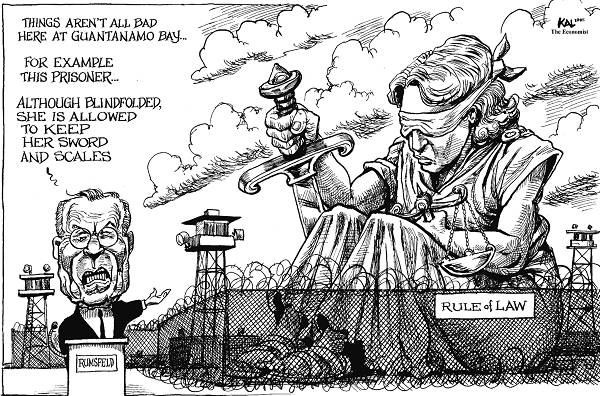 THINGS AREN'T ALL BAD
HERE AT GUANTANAMO BAY...
FOR EXAMPLE
THIS PRISONER...
ALTHOUGH BLINDFOLDED,
SHE IS ALLOWED
TO KEEP
HER SWORD
AND SCALES
KAL
The Economist
RULE of LAW
RUMSFELD